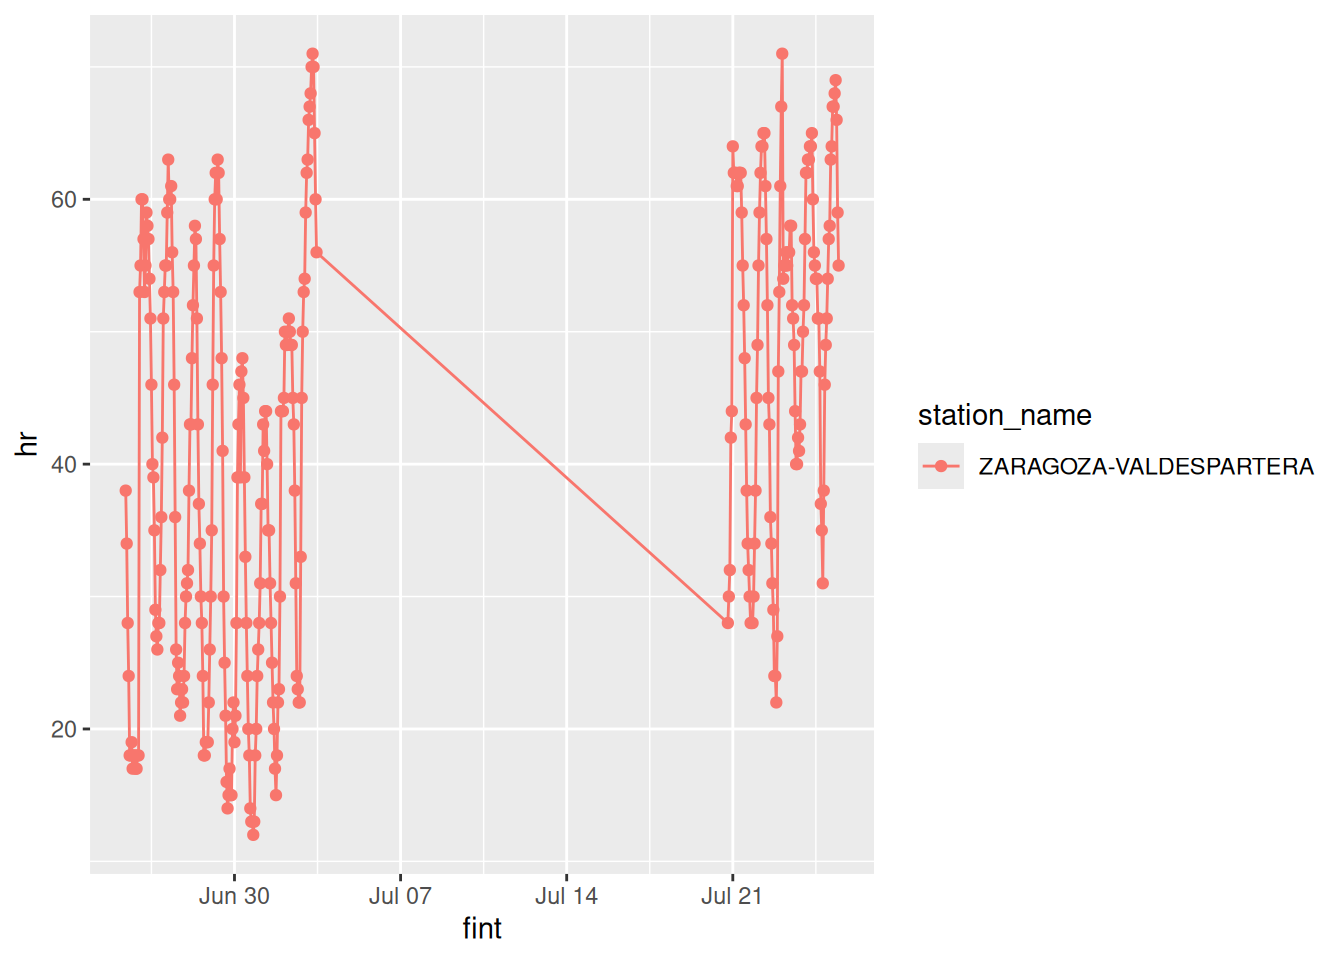 60
40
20
hr
Jun 30
Jul 07
Jul 14
Jul 21
fint
station_name
ZARAGOZA-VALDESPARTERA